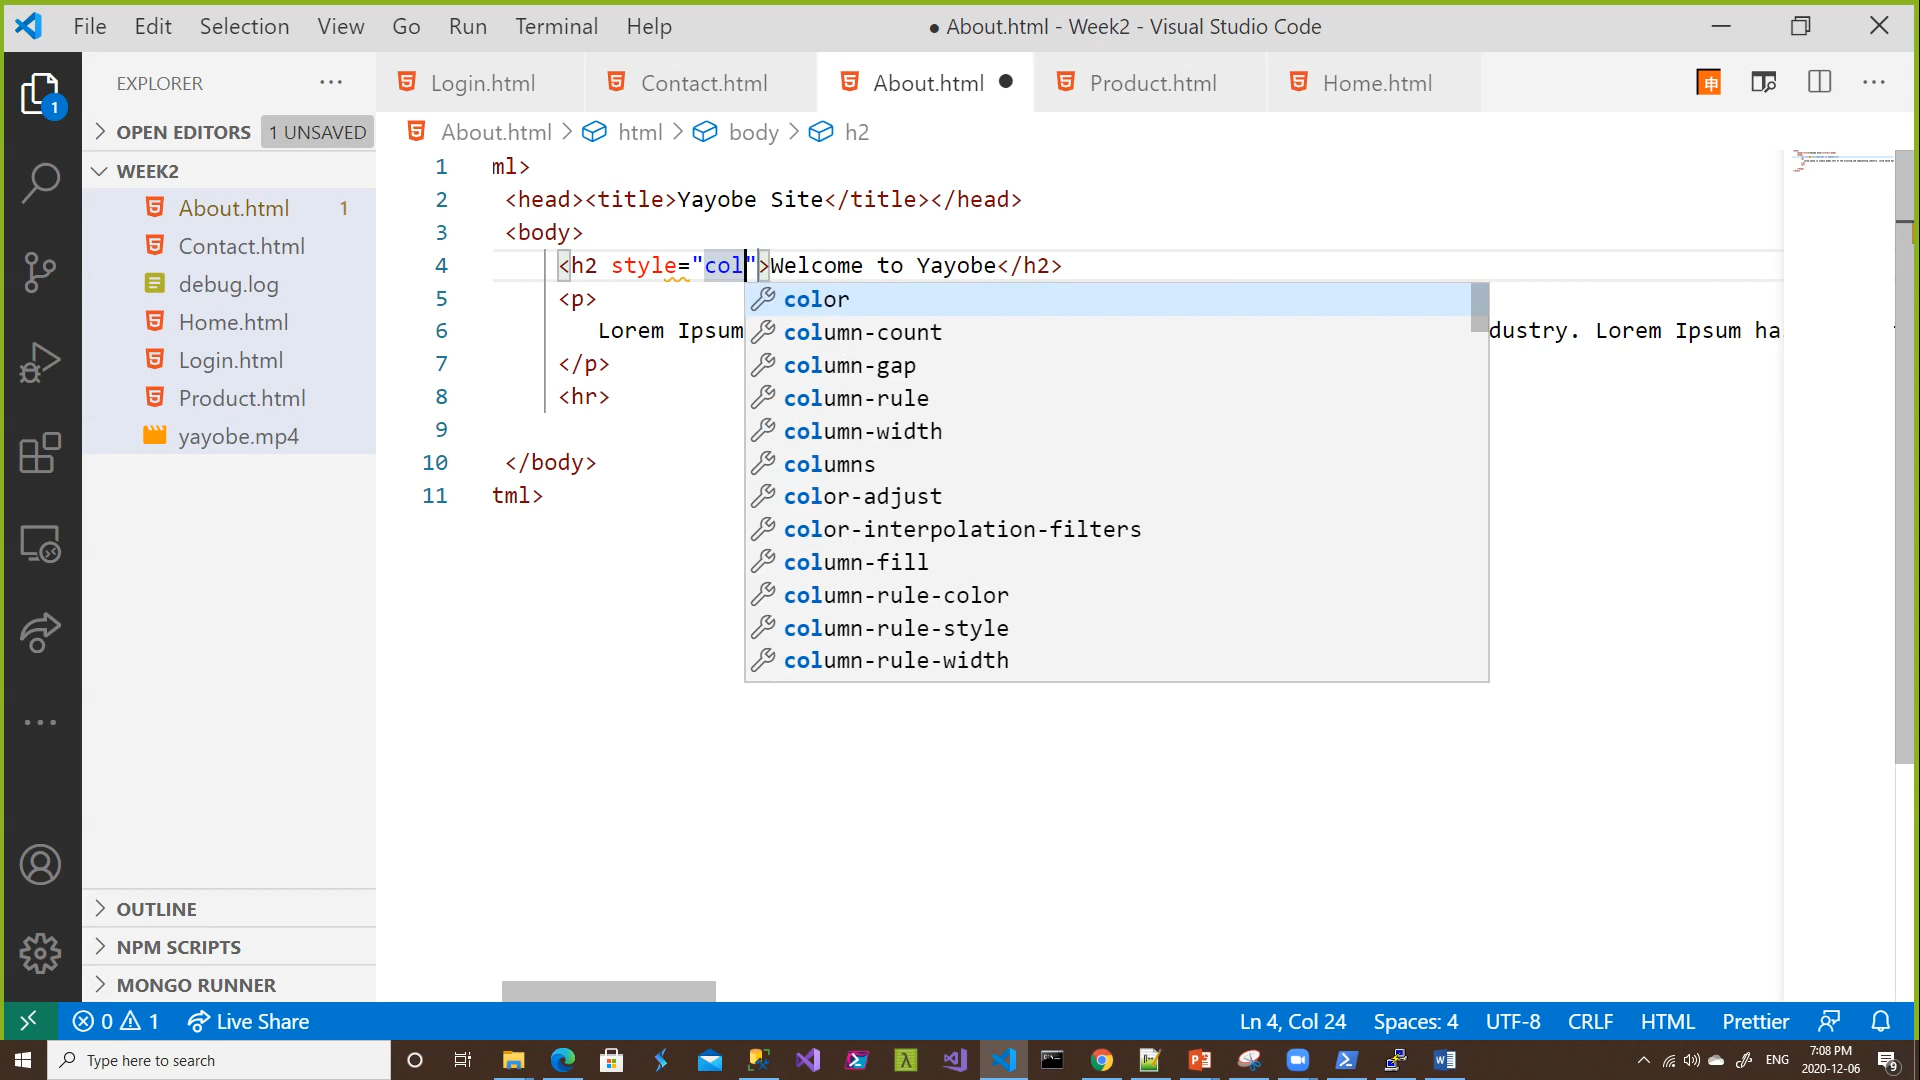 File Edit Selection View Go Run Terminal Help
● About.html - Week2 - Visual Studio Code
EXPLORER
Login.html
Contact.html
About.html ●
Product.html
Home.html
OPEN EDITORS 1 UNSAVED
About.html > html > body > h2
WEEK2
About.html 1
Contact.html
debug.log
Home.html
Login.html
Product.html
yayobe.mp4
1 ml>
2 <head><title>Yayobe Site</title></head>
3 <body>
4 <h2 style="col">Welcome to Yayobe</h2>
5 <p>
6 Lorem Ipsum dustry. Lorem Ipsum ha
7 </p>
8 <hr>
9
10 </body>
11 tml>
color
column-count
column-gap
column-rule
column-width
columns
color-adjust
color-interpolation-filters
column-fill
column-rule-color
column-rule-style
column-rule-width
1
OUTLINE
NPM SCRIPTS
MONGO RUNNER
0 1 Live Share
Ln 4, Col 24 Spaces: 4 UTF-8 CRLF HTML Prettier
Type here to search
ENG
7:08 PM
2020-12-06
9